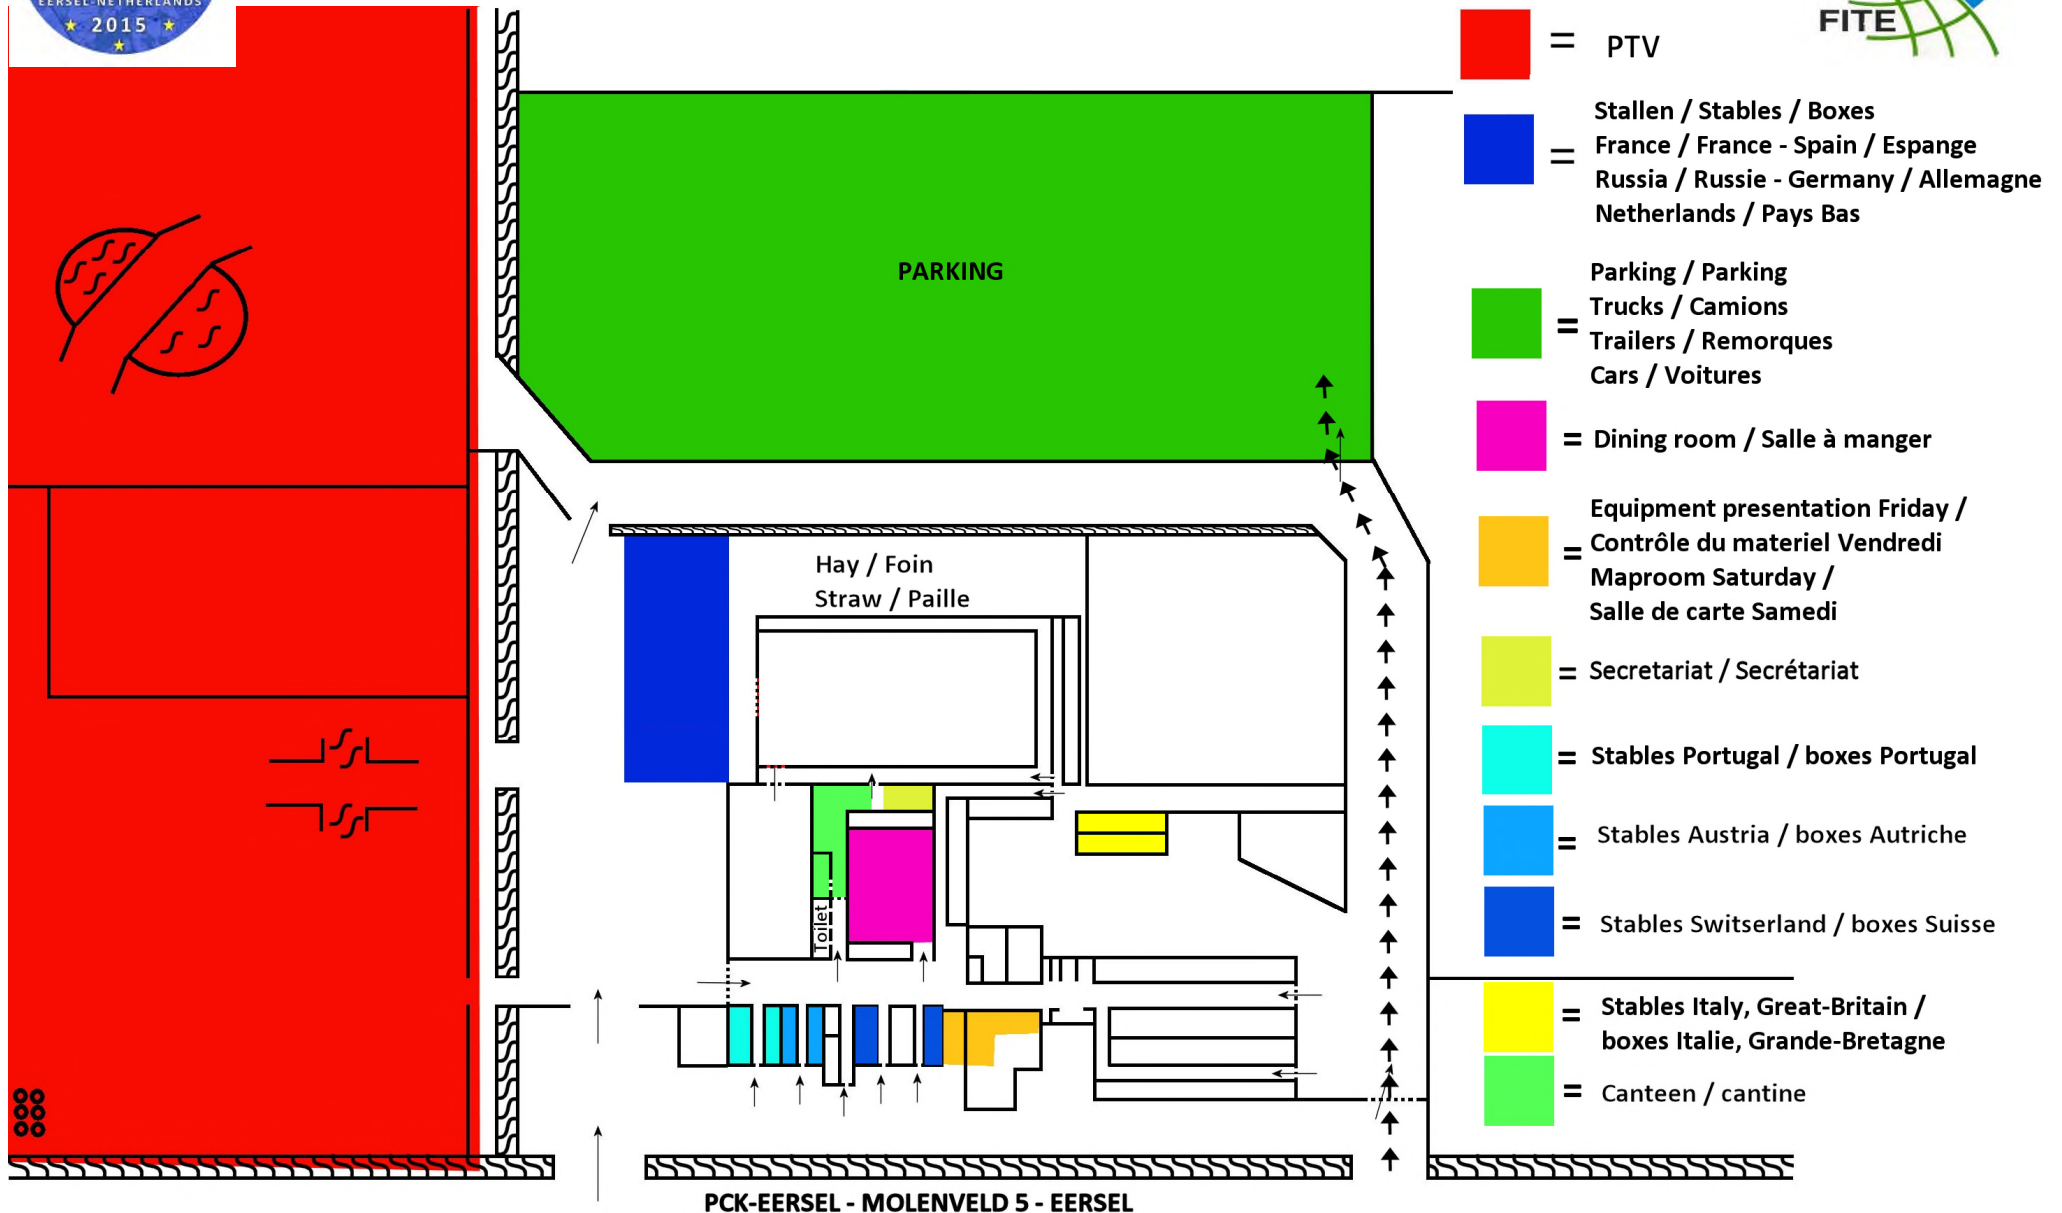 EERSEL-NETHERLANDS
2015
FITE
= PTV
= Stallen / Stables / Boxes
France / France - Spain / Espange
Russia / Russie - Germany / Allemagne
Netherlands / Pays Bas
= Parking / Parking
Trucks / Camions
Trailers / Remorques
Cars / Voitures
= Dining room / Salle à manger
= Equipment presentation Friday /
Contrôle du materiel Vendredi
Maproom Saturday /
Salle de carte Samedi
= Secretariat / Secrétariat
= Stables Portugal / boxes Portugal
= Stables Austria / boxes Autriche
= Stables Switserland / boxes Suisse
= Stables Italy, Great-Britain /
boxes Italie, Grande-Bretagne
= Canteen / cantine
PARKING
Hay / Foin
Straw / Paille
Toilet
PCK-EERSEL - MOLENVELD 5 - EERSEL